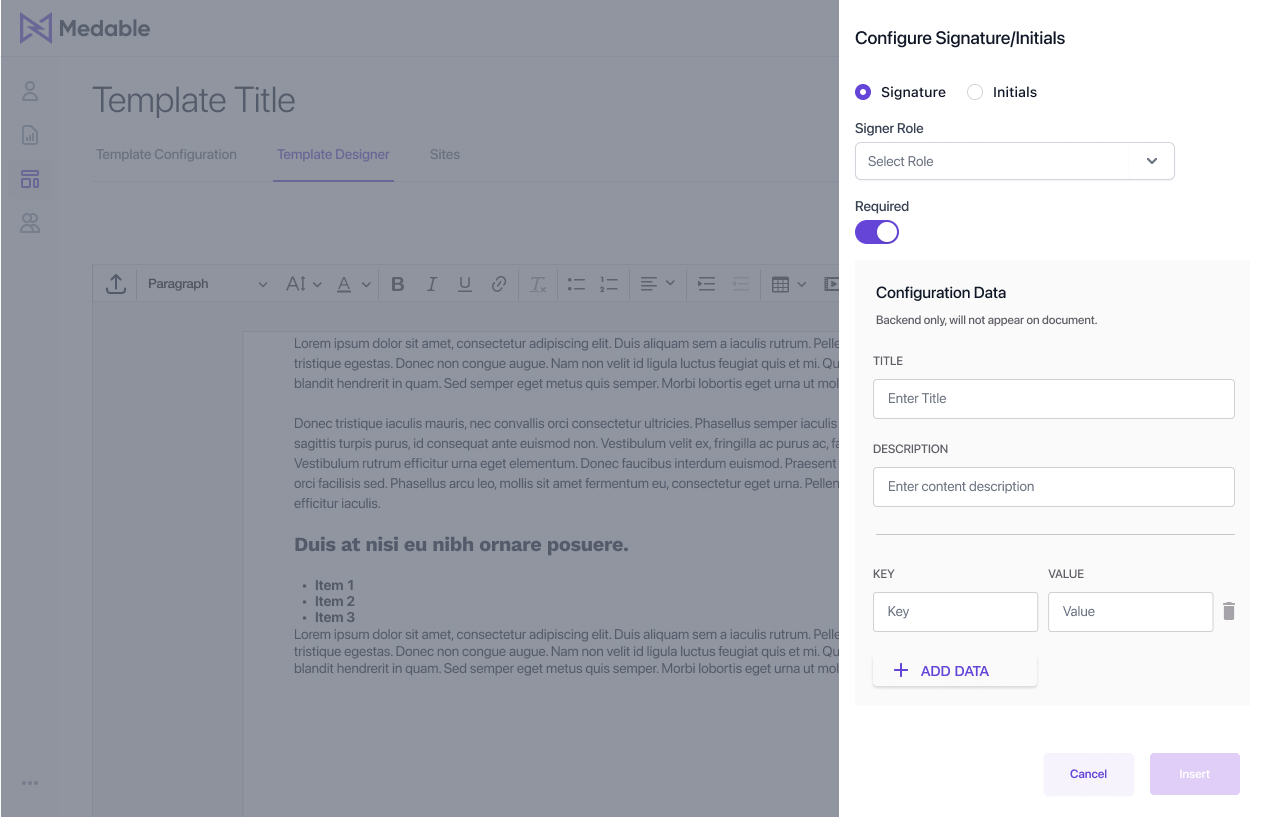 Medable
Template Title
Template Configuration
Template Designer
Sites
Paragraph
Lorem ipsum dolor sit amet, consectetur adipiscing elit. Duis aliquam sem a iaculis rutrum. Pelle
tristique egestas. Donec non congue augue. Nam non velit id ligula luctus feugiat quis et mi. Qu
blandit hendrerit in quam. Sed semper eget metus quis semper. Morbi lobortis eget urna ut mol
Donec tristique iaculis mauris, nec convallis orci consectetur ultricies. Phasellus semper iaculis
sagittis turpis purus, id consequat ante euismod non. Vestibulum velit ex, fringilla ac purus ac, fa
Vestibulum rutrum efficitur urna eget elementum. Donec faucibus interdum euismod. Praesent
orci facilisis sed. Phasellus arcu leo, mollis sit amet fermentum eu, consectetur eget urna. Pellen
efficitur iaculis.
Duis at nisi eu nibh ornare posuere.
• Item 1
• Item 2
• Item 3
Lorem ipsum dolor sit amet, consectetur adipiscing elit. Duis aliquam sem a iaculis rutrum. Pelle
tristique egestas. Donec non congue augue. Nam non velit id ligula luctus feugiat quis et mi. Qu
blandit hendrerit in quam. Sed semper eget metus quis semper. Morbi lobortis eget urna ut mol
Configure Signature/Initials
Signature
Initials
Signer Role
Select Role
Required
Configuration Data
Backend only, will not appear on document.
TITLE
Enter Title
DESCRIPTION
Enter content description
KEY
VALUE
Key
Value
ADD DATA
Cancel
Insert